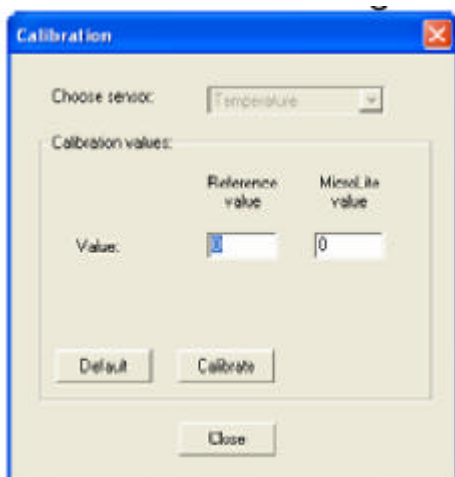 Calibration
Choose sensor:
Temperature
Calibration values:
Reference value
MicroLite value
Value:
0
0
Default
Calibrate
Close